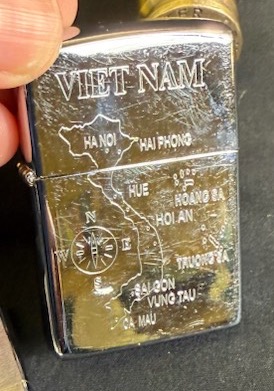 VIET NAM
HA NOI
HAI PHONG
HUE
HOANG SA
HOI AN
N
E
S
TRUONG SA
SAI GON
VUNG TAU
CA MAU